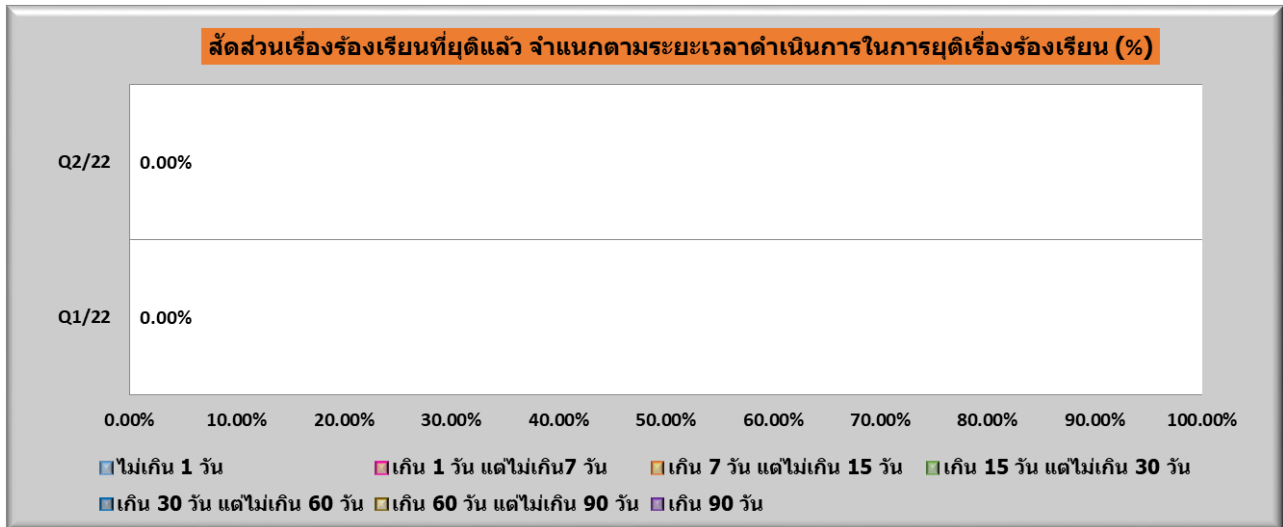 สัดส่วนเรื่องร้องเรียนที่ยุติแล้ว จำแนกตามระยะเวลาดำเนินการในการยุติเรื่องร้องเรียน (%)
Q2/22 0.00%
Q1/22 0.00%
0.00% 10.00% 20.00% 30.00% 40.00% 50.00% 60.00% 70.00% 80.00% 90.00% 100.00%
ไม่เกิน 1 วัน เกิน 1 วัน แต่ไม่เกิน7 วัน เกิน 7 วัน แต่ไม่เกิน 15 วัน เกิน 15 วัน แต่ไม่เกิน 30 วัน
เกิน 30 วัน แต่ไม่เกิน 60 วัน เกิน 60 วัน แต่ไม่เกิน 90 วัน เกิน 90 วัน